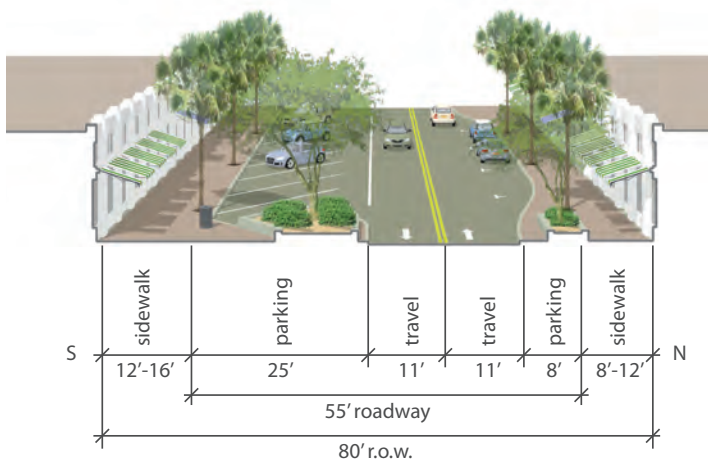 sidewalk
parking
travel
travel
parking
sidewalk
S
N
12’-16’
25’
11’
11’
8’
8’-12’
55’ roadway
80’ r.o.w.